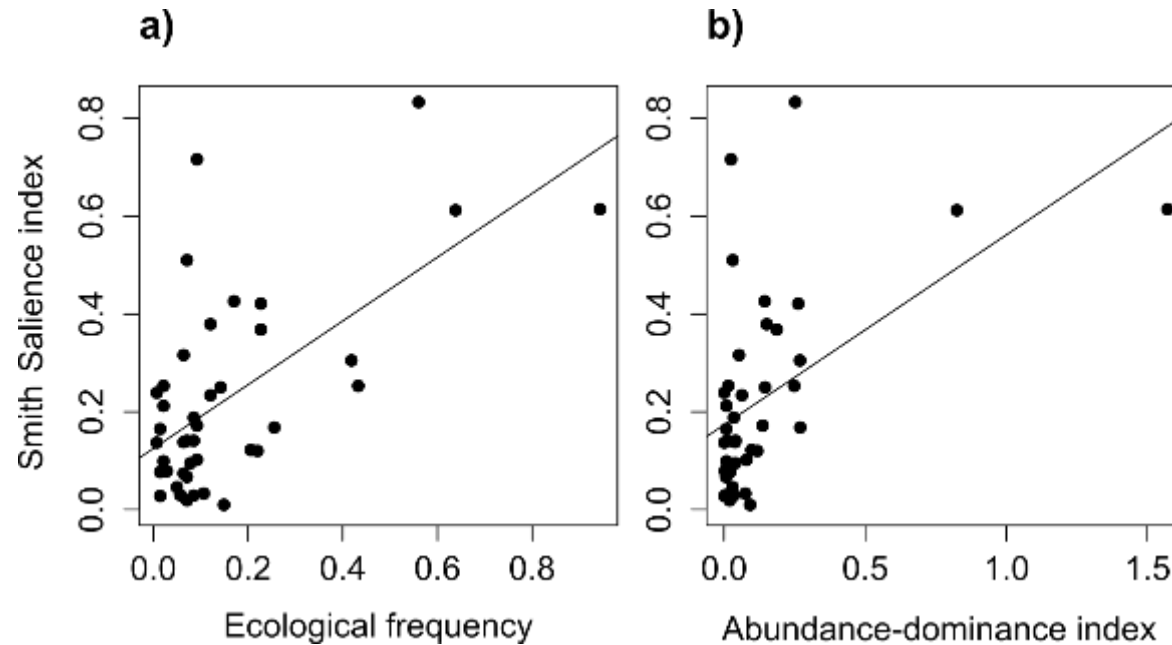 a)
b)
Smith Salience index
0.0 0.2 0.4 0.6 0.8
0.0 0.2 0.4 0.6 0.8
Ecological frequency
0.0 0.2 0.4 0.6 0.8
0.0 0.5 1.0 1.5
Abundance-dominance index